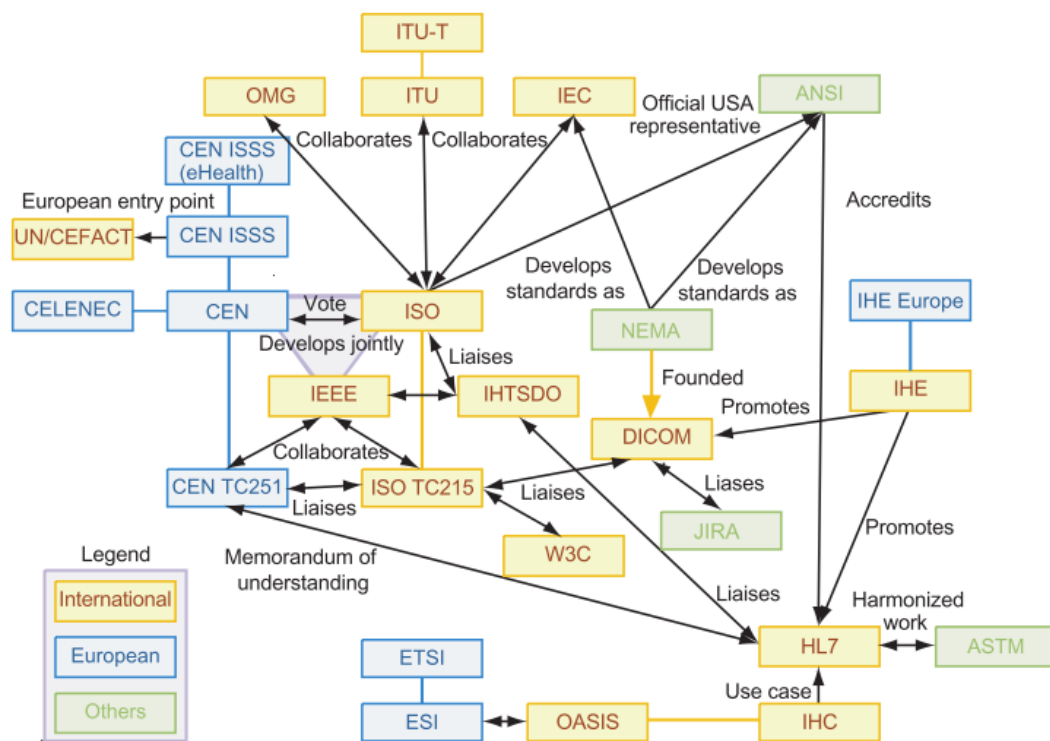 ITU-T
OMG
ITU
IEC
Official USA
representative
ANSI
Collaborates
Collaborates
CEN ISSS
(eHealth)
European entry point
Accredits
UN/CEFACT
CEN ISSS
Develops
standards as
Develops
standards as
IHE Europe
CELENEC
CEN
Vote
ISO
NEMA
Develops jointly
Liaises
IEEE
IHTSDO
Founded
IHE
Promotes
DICOM
Collaborates
CEN TC251
ISO TC215
Liaises
Liases
Liaises
JIRA
Promotes
W3C
Memorandum of
understanding
Legend
International
European
Others
Liaises
Harmonized
work
HL7
ASTM
ETSI
Use case
ESI
OASIS
IHC